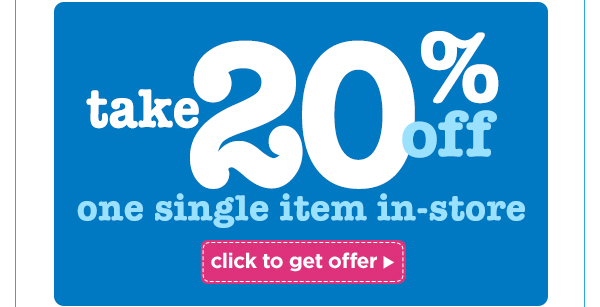 take 20% off
one single item in-store
click to get offer ▶